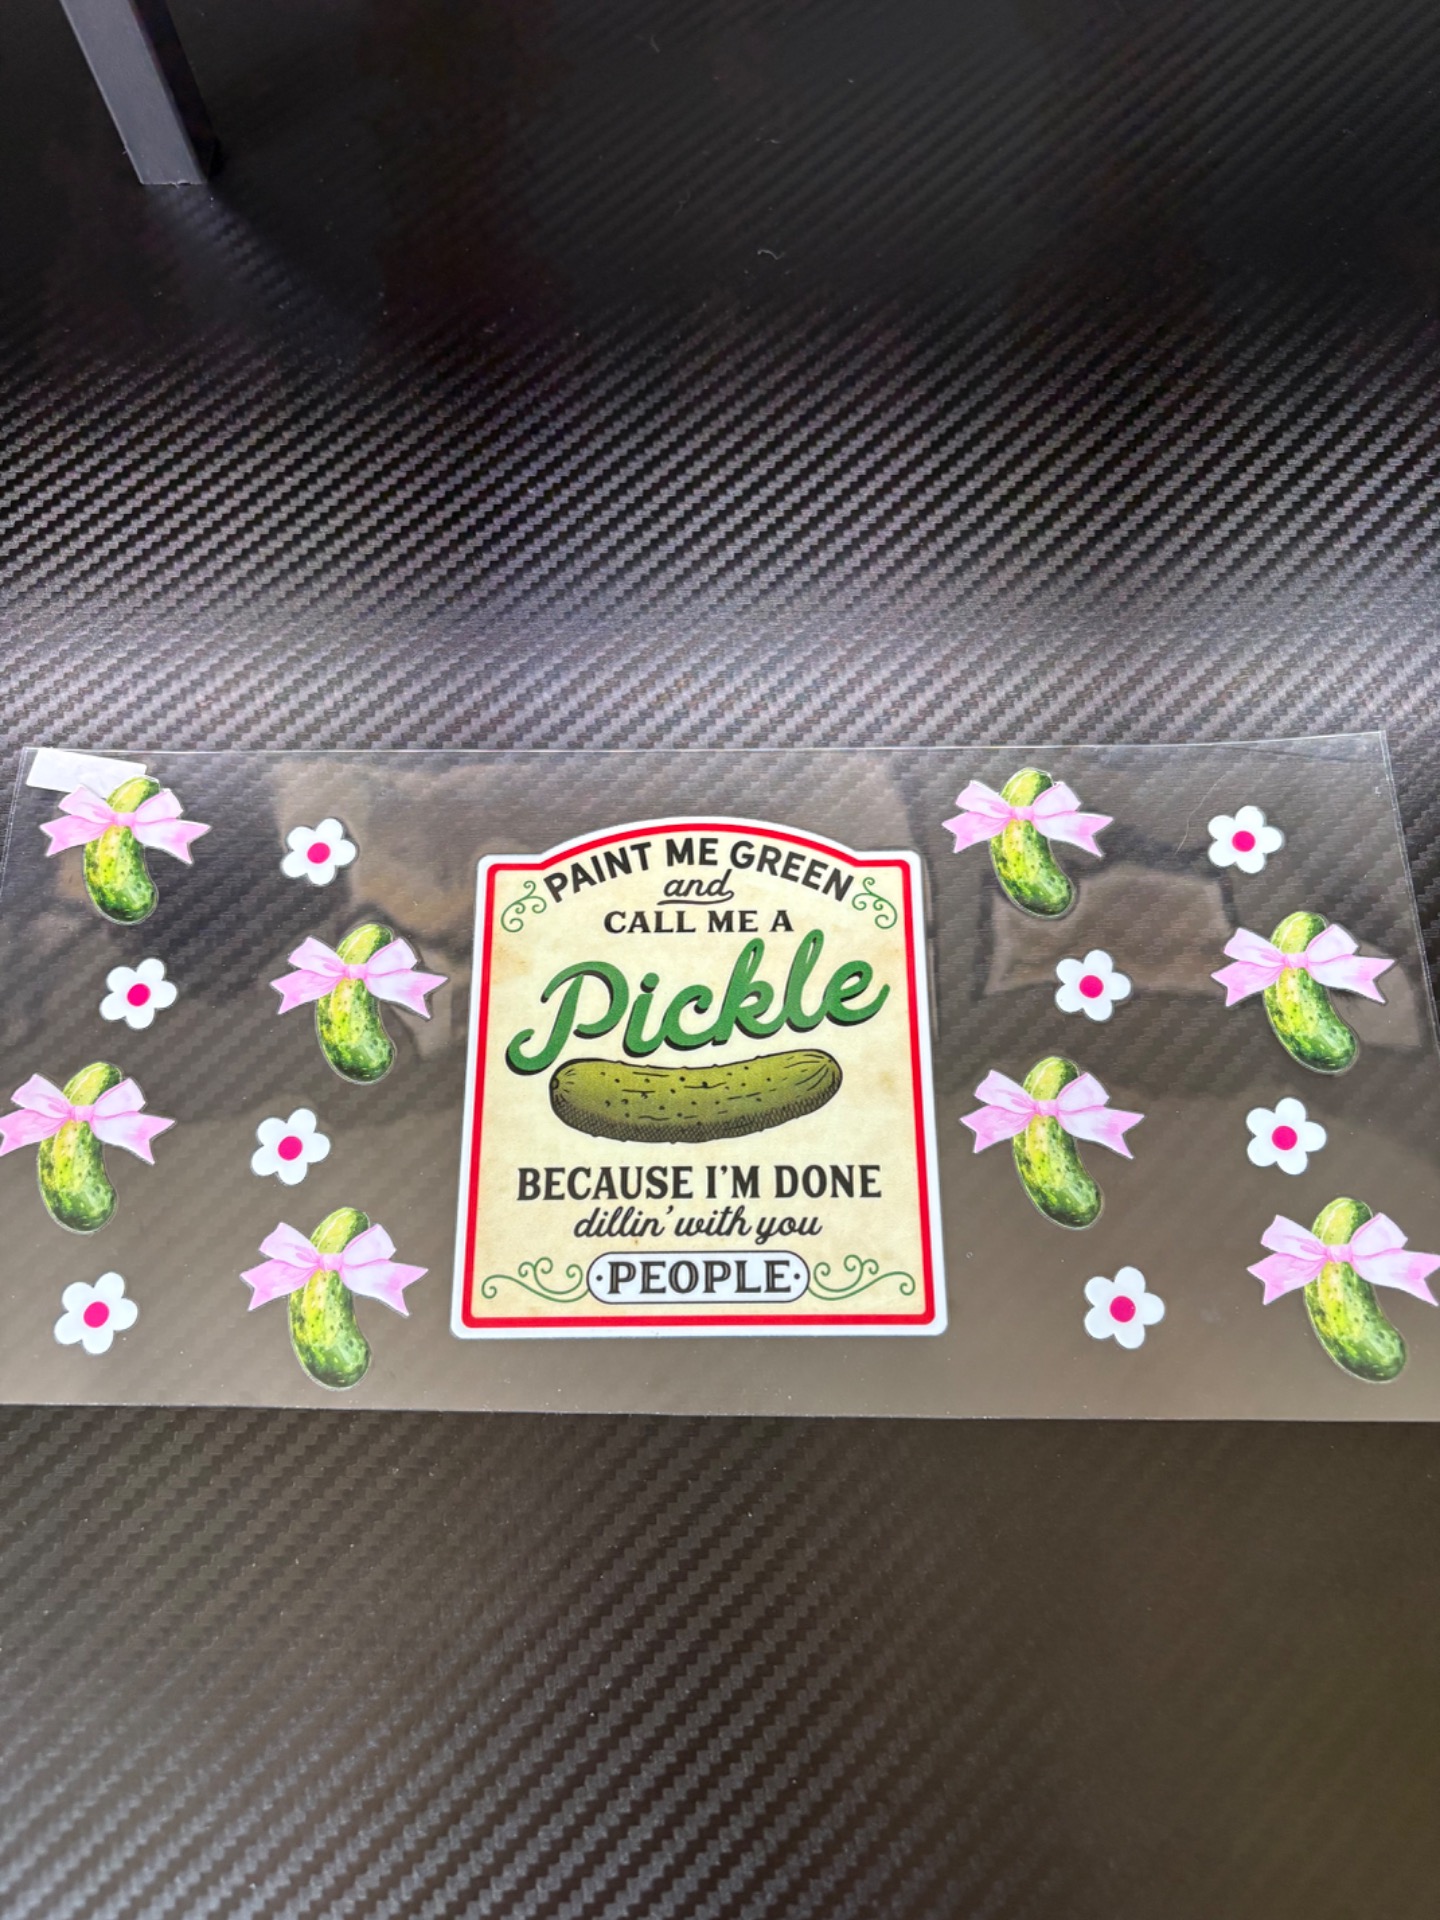 PAINT ME GREEN
and
CALL ME A
Pickle
BECAUSE I'M DONE
dillin' with you
·PEOPLE·